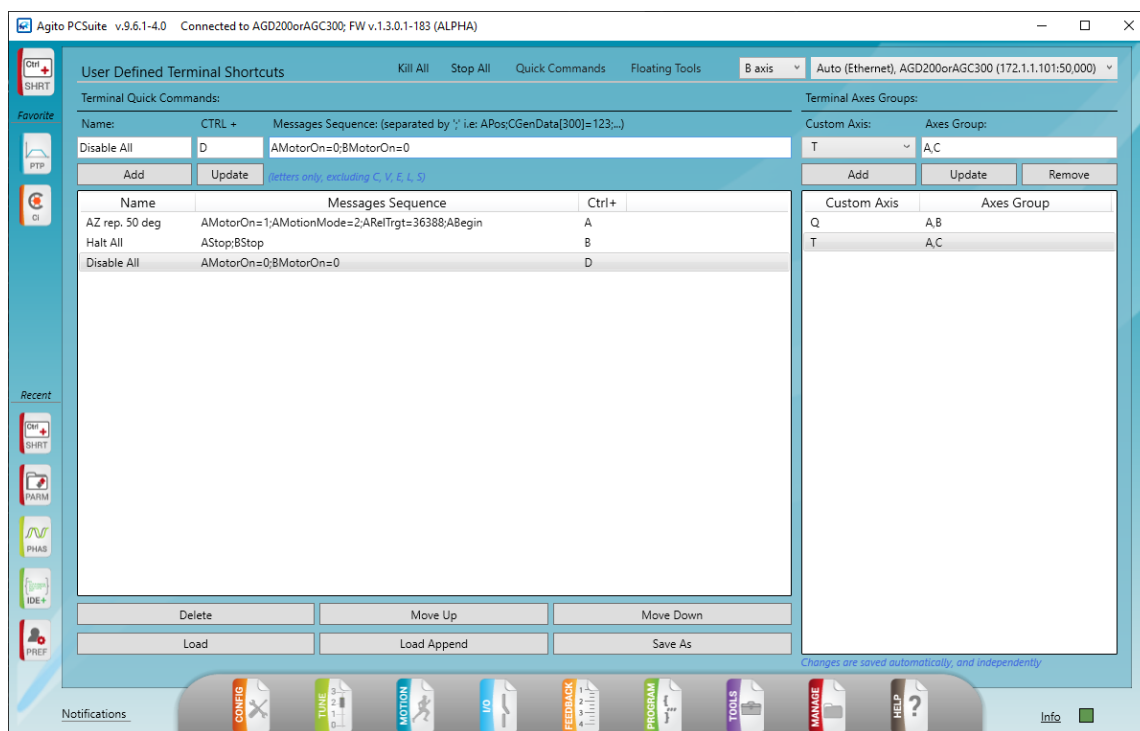 Agito PCSuite v.9.6.1-4.0 Connected to AGD200orAGC300; FW v.1.3.0.1-183 (ALPHA)
Ctrl +
SHRT
Favorite
PTP
CI
Recent
Ctrl +
SHRT
PARM
PHAS
IDE+
PREF
User Defined Terminal Shortcuts Kill All Stop All Quick Commands Floating Tools B axis Auto (Ethernet), AGD200orAGC300 (172.1.1.101:50,000)
Terminal Quick Commands:
Name: CTRL + Messages Sequence: (separated by ';' i.e: APos;CGenData[300]=123;...)
Disable All D AMotorOn=0;BMotorOn=0
Add Update (letters only, excluding C, V, E, L, S)
Name Messages Sequence Ctrl+
AZ rep. 50 deg AMotorOn=1;AMotionMode=2;ARelTrgt=36388;ABegin A
Halt All AStop;BStop B
Disable All AMotorOn=0;BMotorOn=0 D
Delete Move Up Move Down
Load Load Append Save As
Terminal Axes Groups:
Custom Axis: Axes Group:
T A,C
Add Update Remove
Custom Axis Axes Group
Q A,B
T A,C
Changes are saved automatically, and independently
Notifications
CONFIG
TUNE
MOTION
I/O
FEEDBACK
PROGRAM
TOOLS
MANAGE
HELP
Info